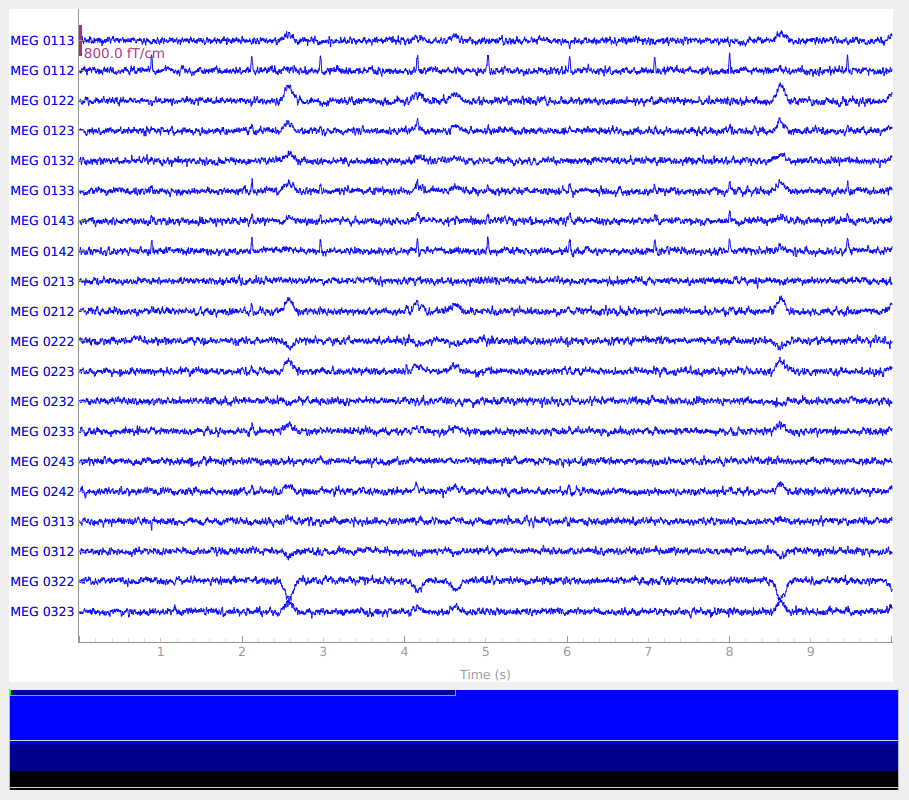 MEG 0113
800.0 fT/cm
MEG 0112
MEG 0122
MEG 0123
MEG 0132
MEG 0133
MEG 0143
MEG 0142
MEG 0213
MEG 0212
MEG 0222
MEG 0223
MEG 0232
MEG 0233
MEG 0243
MEG 0242
MEG 0313
MEG 0312
MEG 0322
MEG 0323
1 2 3 4 5 6 7 8 9
Time (s)